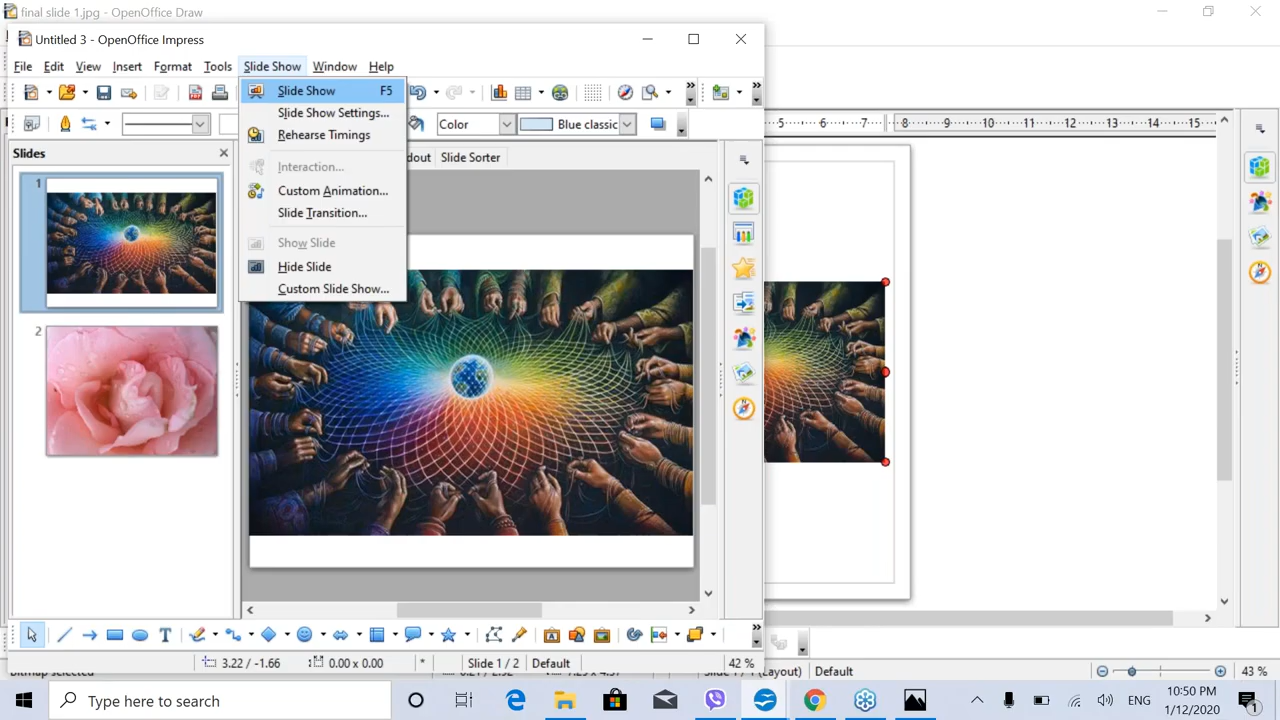 final slide 1.jpg - OpenOffice Draw
Untitled 3 - OpenOffice Impress
File Edit View Insert Format Tools Slide Show Window Help
Slide Show F5
Slide Show Settings...
Rehearse Timings
Interaction...
Custom Animation...
Slide Transition...
Show Slide
Hide Slide
Custom Slide Show...
Color
Blue classic
5 6 7 8 9 10 11 12 13 14 15
Slides
dout Slide Sorter
1
2
3.22 / -1.66
0.00 x 0.00
*
Slide 1 / 2
Default
42 %
Bitmap selected
(Layout)
Default
43 %
Type here to search
ENG
10:50 PM
1/12/2020
1